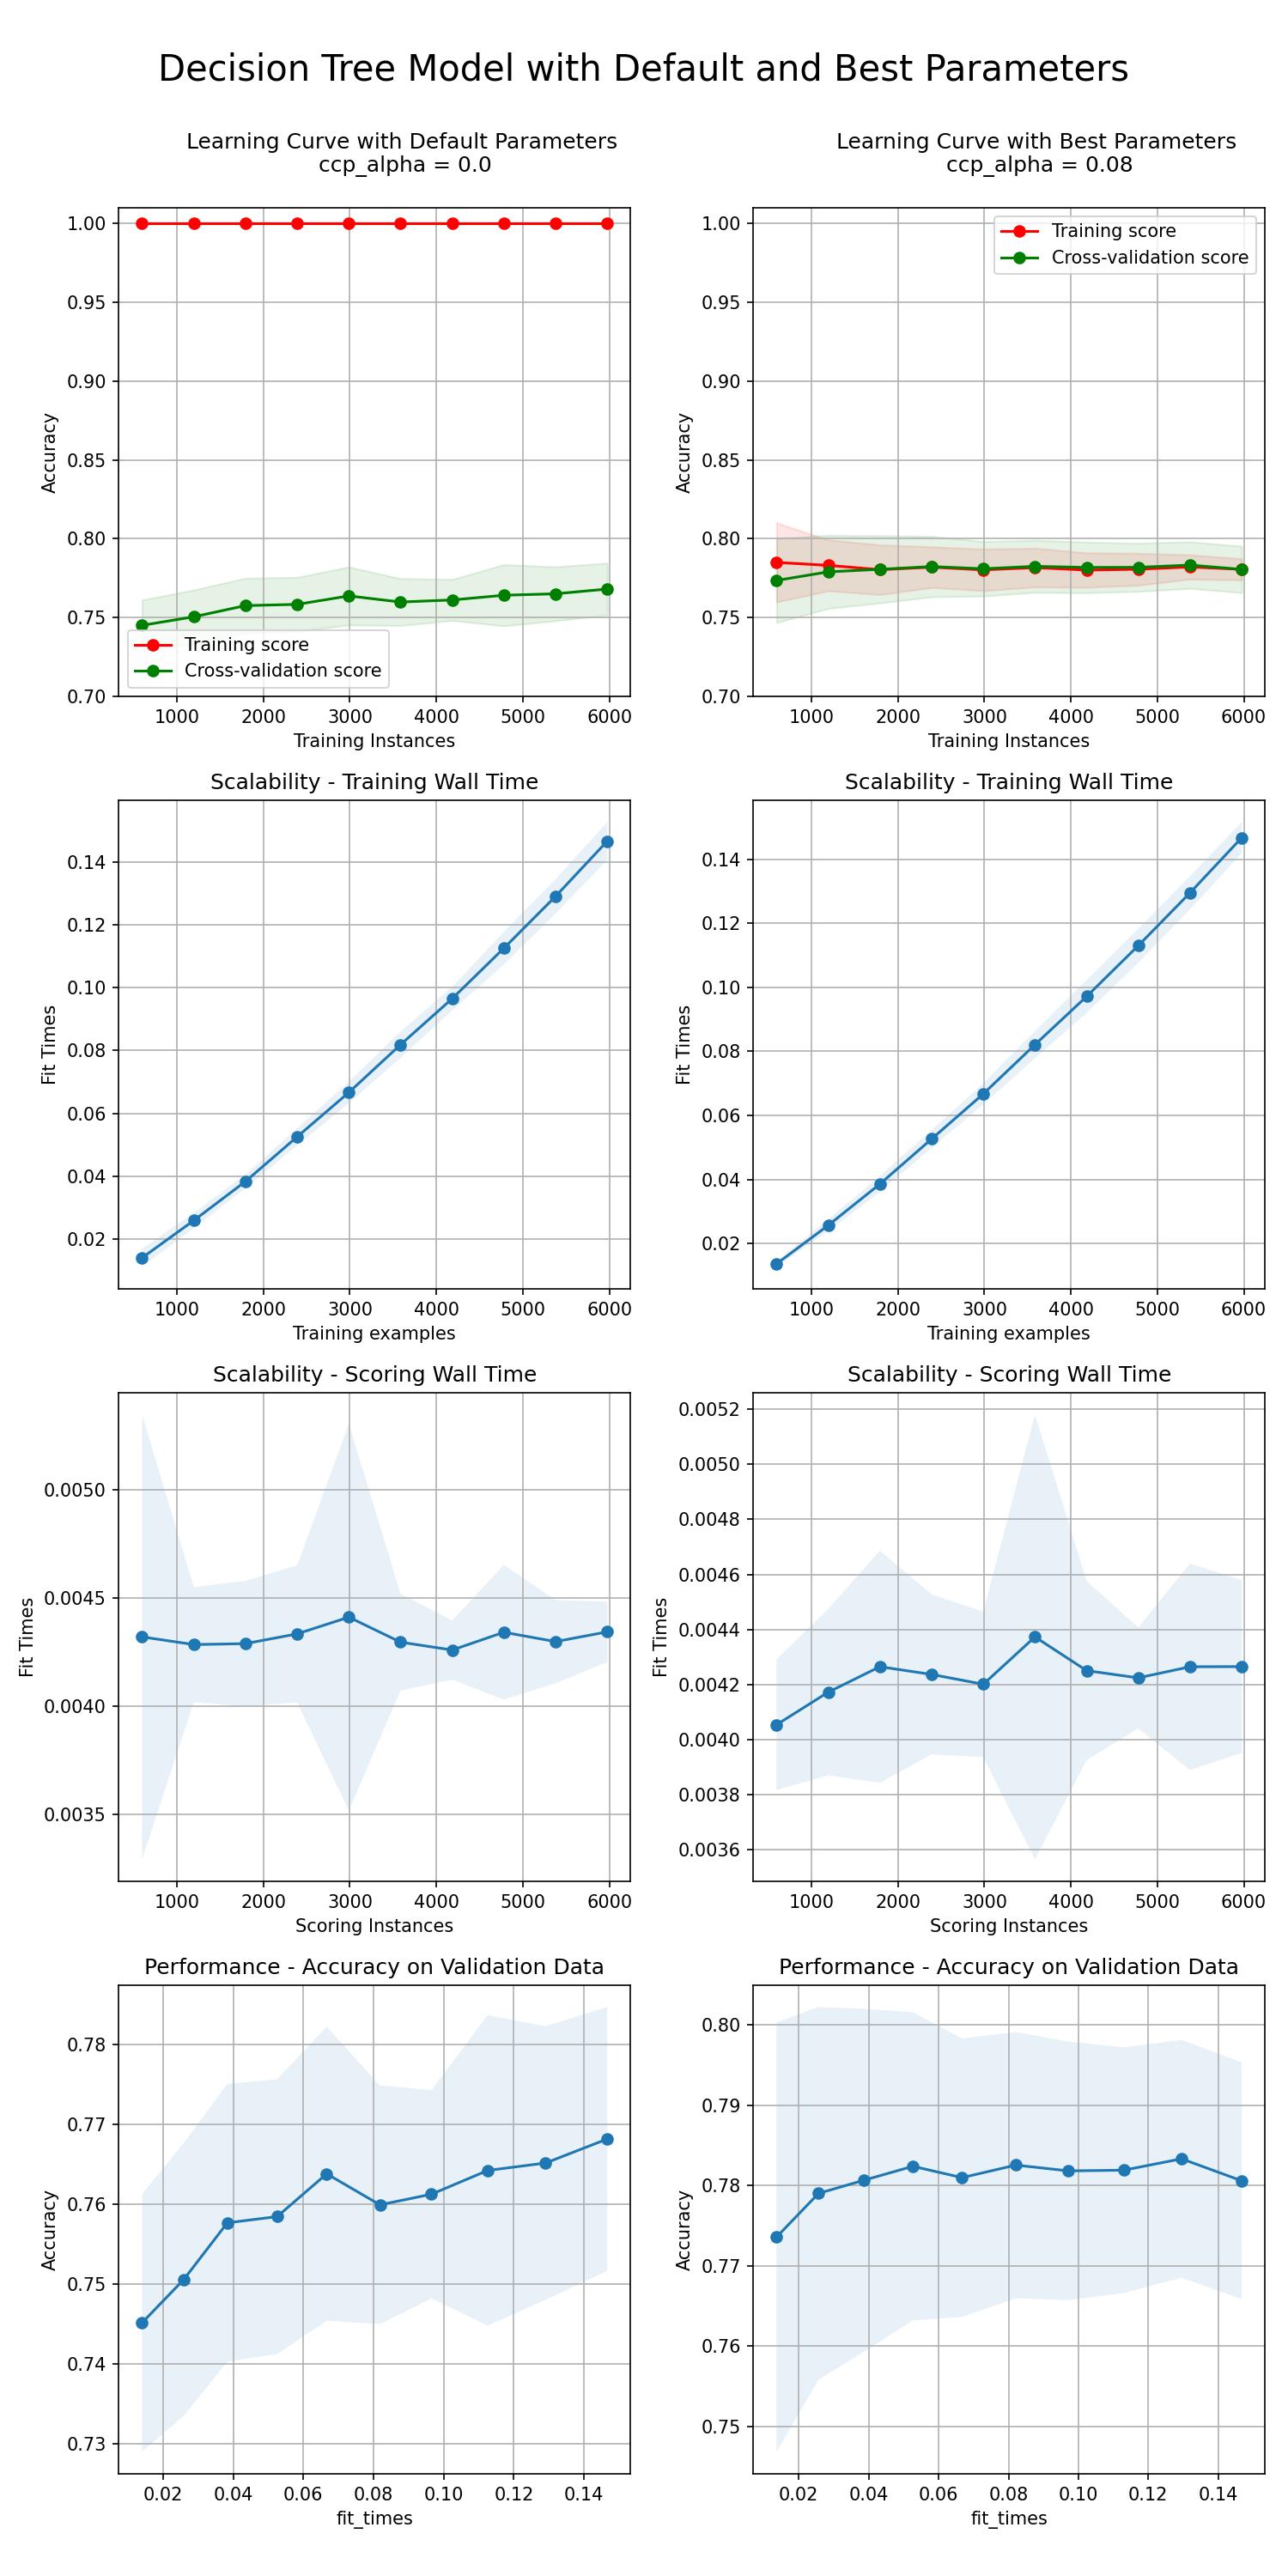 Decision Tree Model with Default and Best Parameters
Learning Curve with Default Parameters
ccp_alpha = 0.0
1.00
0.95
0.90
0.85
0.80
0.75
0.70
Accuracy
Training score
Cross-validation score
1000 2000 3000 4000 5000 6000
Training Instances
Learning Curve with Best Parameters
ccp_alpha = 0.08
1.00
0.95
0.90
0.85
0.80
0.75
0.70
Accuracy
Training score
Cross-validation score
1000 2000 3000 4000 5000 6000
Training Instances
Scalability - Training Wall Time
0.14
0.12
0.10
0.08
0.06
0.04
0.02
Fit Times
1000 2000 3000 4000 5000 6000
Training examples
Scalability - Training Wall Time
0.14
0.12
0.10
0.08
0.06
0.04
0.02
Fit Times
1000 2000 3000 4000 5000 6000
Training examples
Scalability - Scoring Wall Time
0.0050
0.0045
0.0040
0.0035
Fit Times
1000 2000 3000 4000 5000 6000
Scoring Instances
Scalability - Scoring Wall Time
0.0052
0.0050
0.0048
0.0046
0.0044
0.0042
0.0040
0.0038
0.0036
Fit Times
1000 2000 3000 4000 5000 6000
Scoring Instances
Performance - Accuracy on Validation Data
0.78
0.77
0.76
0.75
0.74
0.73
Accuracy
0.02 0.04 0.06 0.08 0.10 0.12 0.14
fit_times
Performance - Accuracy on Validation Data
0.80
0.79
0.78
0.77
0.76
0.75
Accuracy
0.02 0.04 0.06 0.08 0.10 0.12 0.14
fit_times